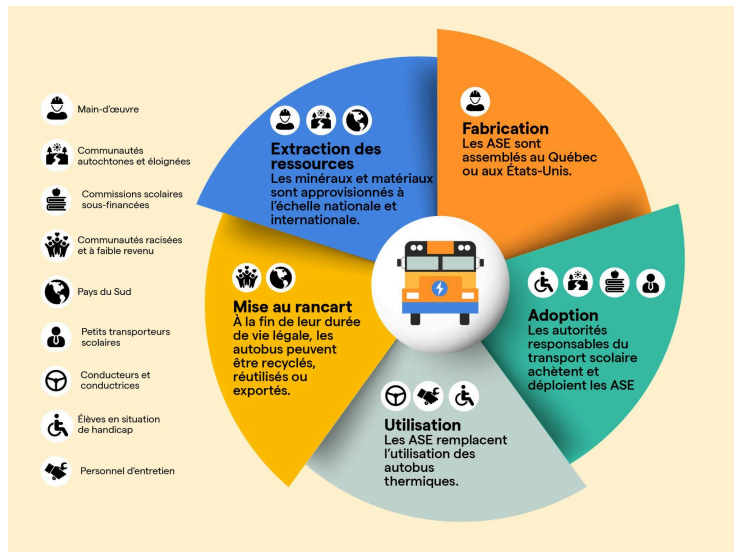 Main-d'œuvre
Communautés
autochtones et éloignées
Commissions scolaires
sous-financées
Communautés racisées
et à faible revenu
Pays du Sud
Petits transporteurs
scolaires
Conducteurs et
conductrices
Élèves en situation
de handicap
Personnel d'entretien
Extraction des
ressources
Les minéraux et matériaux
sont approvisionnés à
l'échelle nationale et
internationale.
Fabrication
Les ASE sont
assemblés au Québec
ou aux États-Unis.
Adoption
Les autorités
responsables du
transport scolaire
achètent et
déploient les ASE
Utilisation
Les ASE remplacent
l'utilisation des
autobus
thermiques.
Mise au rancart
À la fin de leur durée
de vie légale, les
autobus peuvent
être recyclés,
réutilisés ou
exportés.